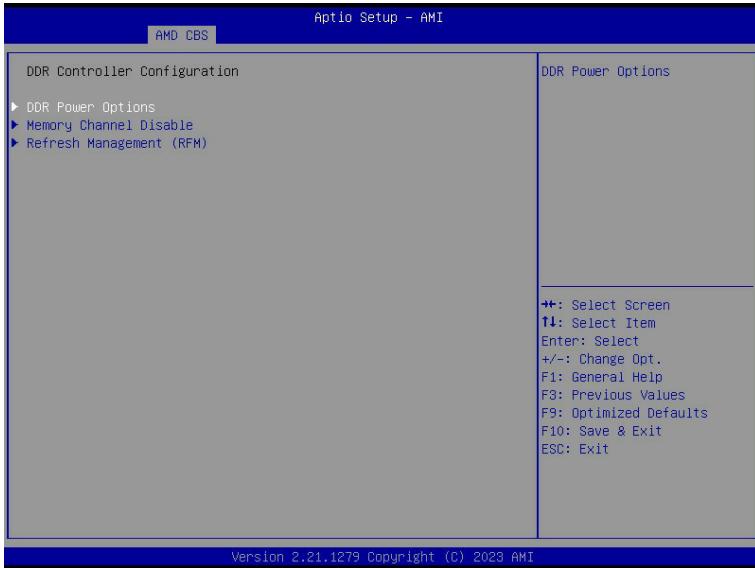 Aptio Setup – AMI
AMD CBS
DDR Controller Configuration
DDR Power Options
Memory Channel Disable
Refresh Management (RFM)
DDR Power Options
→←: Select Screen
↑↓: Select Item
Enter: Select
+/-: Change Opt.
F1: General Help
F3: Previous Values
F9: Optimized Defaults
F10: Save & Exit
ESC: Exit
Version 2.21.1279 Copyright (C) 2023 AMI